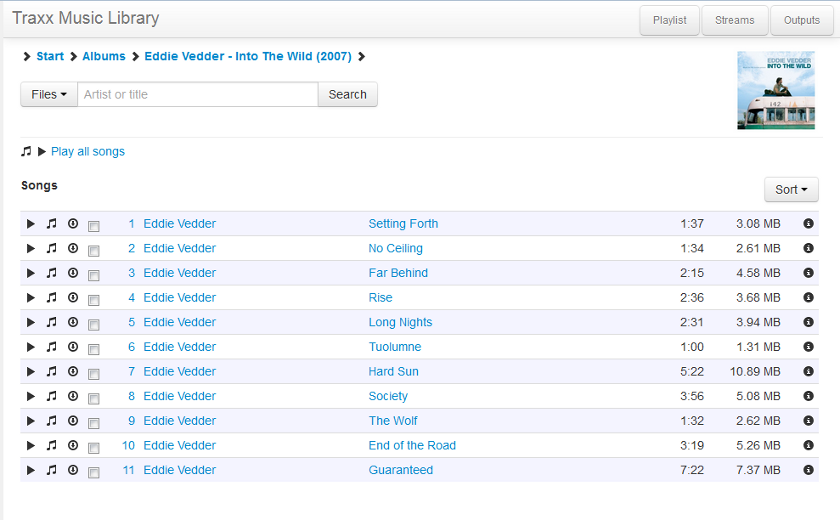 Traxx Music Library Playlist Streams Outputs
Start Albums Eddie Vedder - Into The Wild (2007)
EDDIE VEDDER
INTO THE WILD
142
Files Artist or title Search
Play all songs
Songs Sort
1 Eddie Vedder Setting Forth 1:37 3.08 MB
2 Eddie Vedder No Ceiling 1:34 2.61 MB
3 Eddie Vedder Far Behind 2:15 4.58 MB
4 Eddie Vedder Rise 2:36 3.68 MB
5 Eddie Vedder Long Nights 2:31 3.94 MB
6 Eddie Vedder Tuolumne 1:00 1.31 MB
7 Eddie Vedder Hard Sun 5:22 10.89 MB
8 Eddie Vedder Society 3:56 5.08 MB
9 Eddie Vedder The Wolf 1:32 2.62 MB
10 Eddie Vedder End of the Road 3:19 5.26 MB
11 Eddie Vedder Guaranteed 7:22 7.37 MB